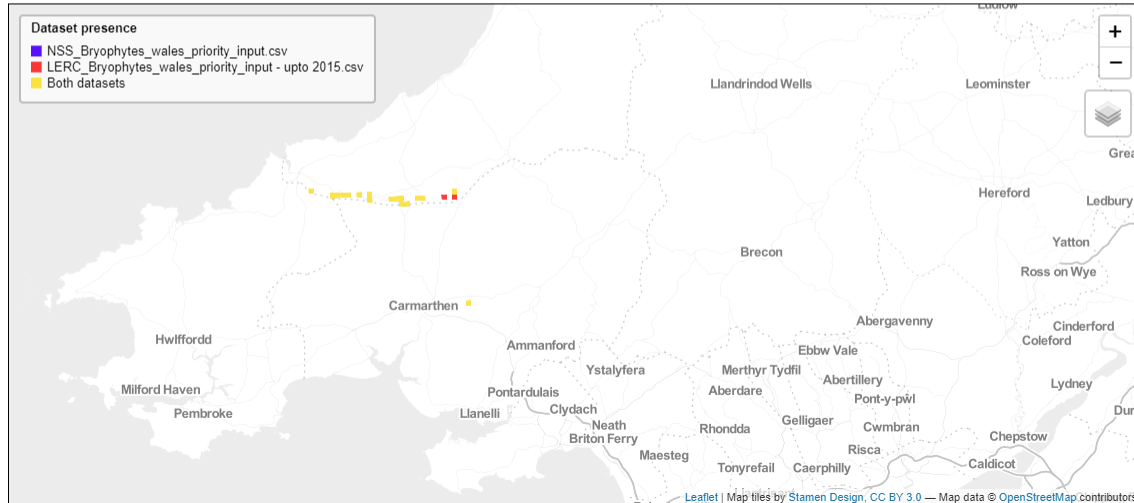 Dataset presence
NSS_Bryophytes_wales_priority_input.csv
LERC_Bryophytes_wales_priority_input - upto 2015.csv
Both datasets
Ludlow
+
−
Llandrindod Wells
Leominster
Grea
Hereford
Ledbury
Yatton
Brecon
Ross on Wye
Carmarthen
Abergavenny
Cinderford
Hwlffordd
Coleford
Ammanford
Ebbw Vale
Ystalyfera
Merthyr Tydfil
Abertillery
Lydney
Milford Haven
Aberdare
Pontardulais
Pont-y-pŵl
Pembroke
Llanelli
Clydach
Dur
Gelligaer
Neath
Cwmbran
Rhondda
Briton Ferry
Chepstow
Risca
Maesteg
Caldicot
Tonyrefail
Caerphilly
Leaflet | Map tiles by Stamen Design, CC BY 3.0 — Map data © OpenStreetMap contributors